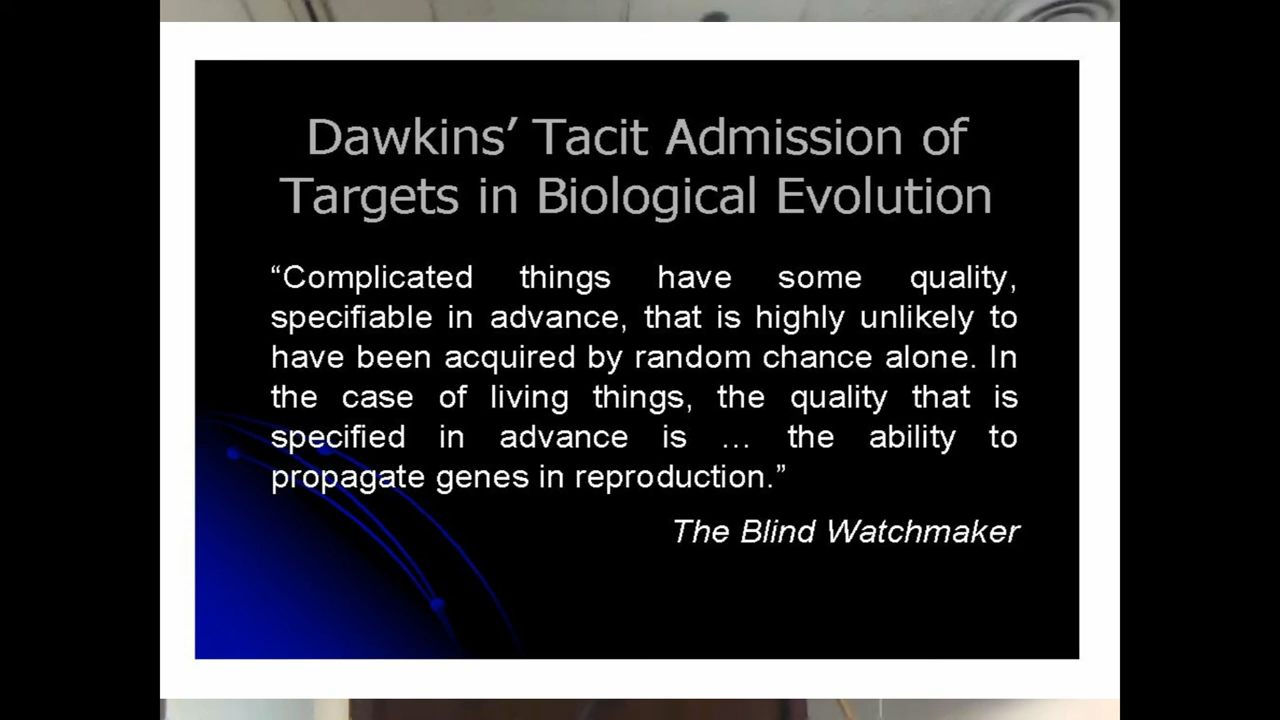 Dawkins’ Tacit Admission of
Targets in Biological Evolution
“Complicated things have some quality,
specifiable in advance, that is highly unlikely to
have been acquired by random chance alone. In
the case of living things, the quality that is
specified in advance is … the ability to
propagate genes in reproduction.”
The Blind Watchmaker